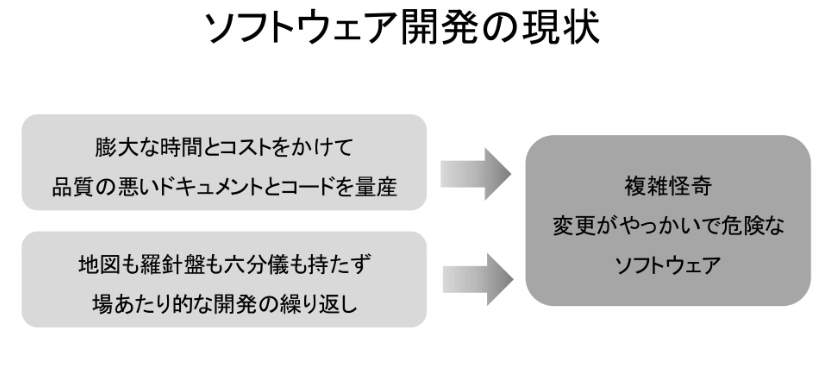 ソフトウェア開発の現状
膨大な時間とコストをかけて
品質の悪いドキュメントとコードを量産
地図も羅針盤も六分儀も持たず
場あたり的な開発の繰り返し
複雑怪奇
変更がやっかいで危険な
ソフトウェア